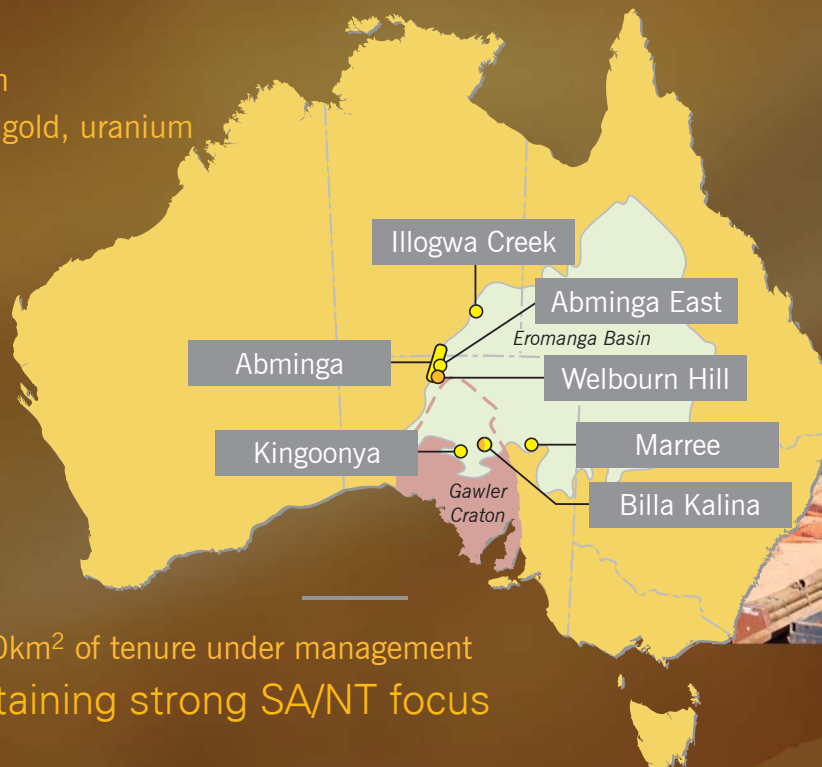 gold, uranium
Illogwa Creek
Abminga East
Eromanga Basin
Abminga
Welbourn Hill
Kingoonya
Marree
Gawler
Craton
Billa Kalina
0km² of tenure under management
taining strong SA/NT focus